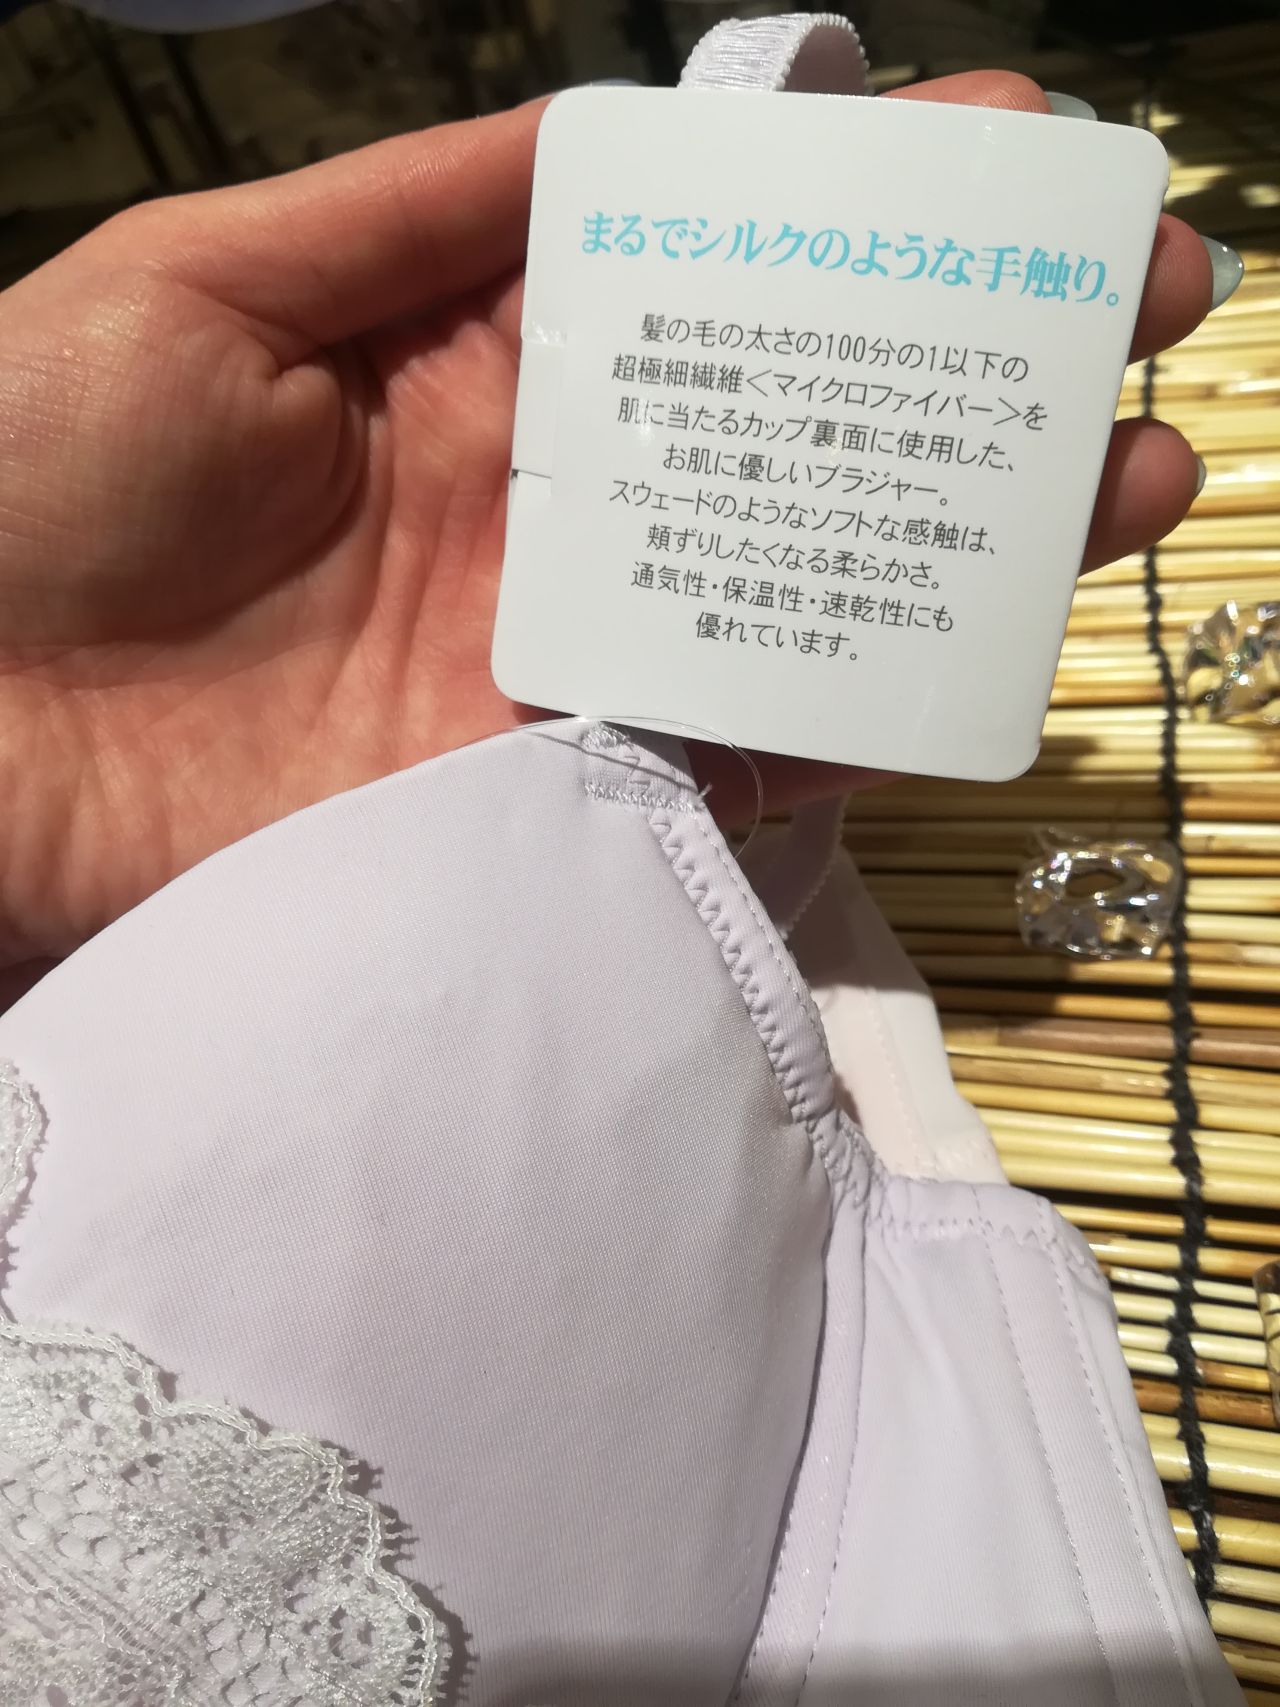 まるでシルクのような手触り。
髪の毛の太さの100分の1以下の
超極細繊維＜マイクロファイバー＞を
肌に当たるカップ裏面に使用した、
お肌に優しいブラジャー。
スウェードのようなソフトな感触は、
頬ずりしたくなる柔らかさ。
通気性・保温性・速乾性にも
優れています。